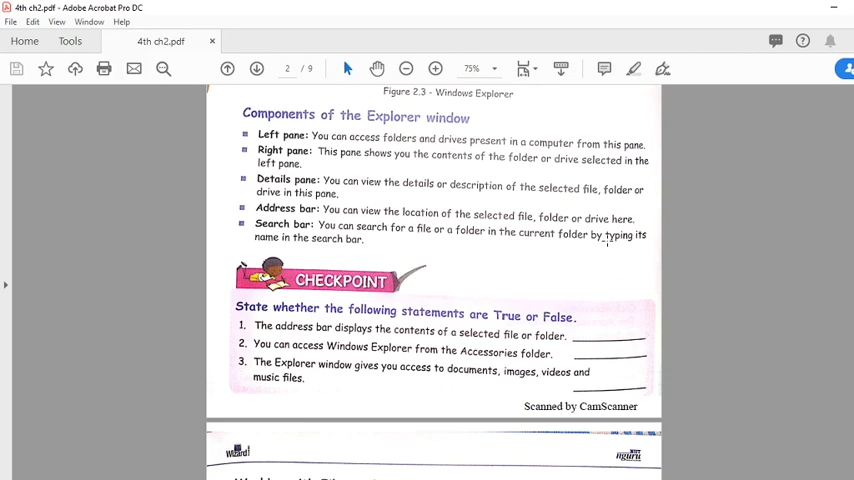 4th ch2.pdf - Adobe Acrobat Pro DC
File Edit View Window Help
Home Tools 4th ch2.pdf ×
2 / 9 75%
Figure 2.3 - Windows Explorer
Components of the Explorer window
Left pane: You can access folders and drives present in a computer from this pane.
Right pane: This pane shows you the contents of the folder or drive selected in the
left pane.
Details pane: You can view the details or description of the selected file, folder or
drive in this pane.
Address bar: You can view the location of the selected file, folder or drive here.
Search bar: You can search for a file or a folder in the current folder by typing its
name in the search bar.
CHECKPOINT
State whether the following statements are True or False.
1. The address bar displays the contents of a selected file or folder.
2. You can access Windows Explorer from the Accessories folder.
3. The Explorer window gives you access to documents, images, videos and
music files.
Scanned by CamScanner
Wizard!
NIIT
nguru